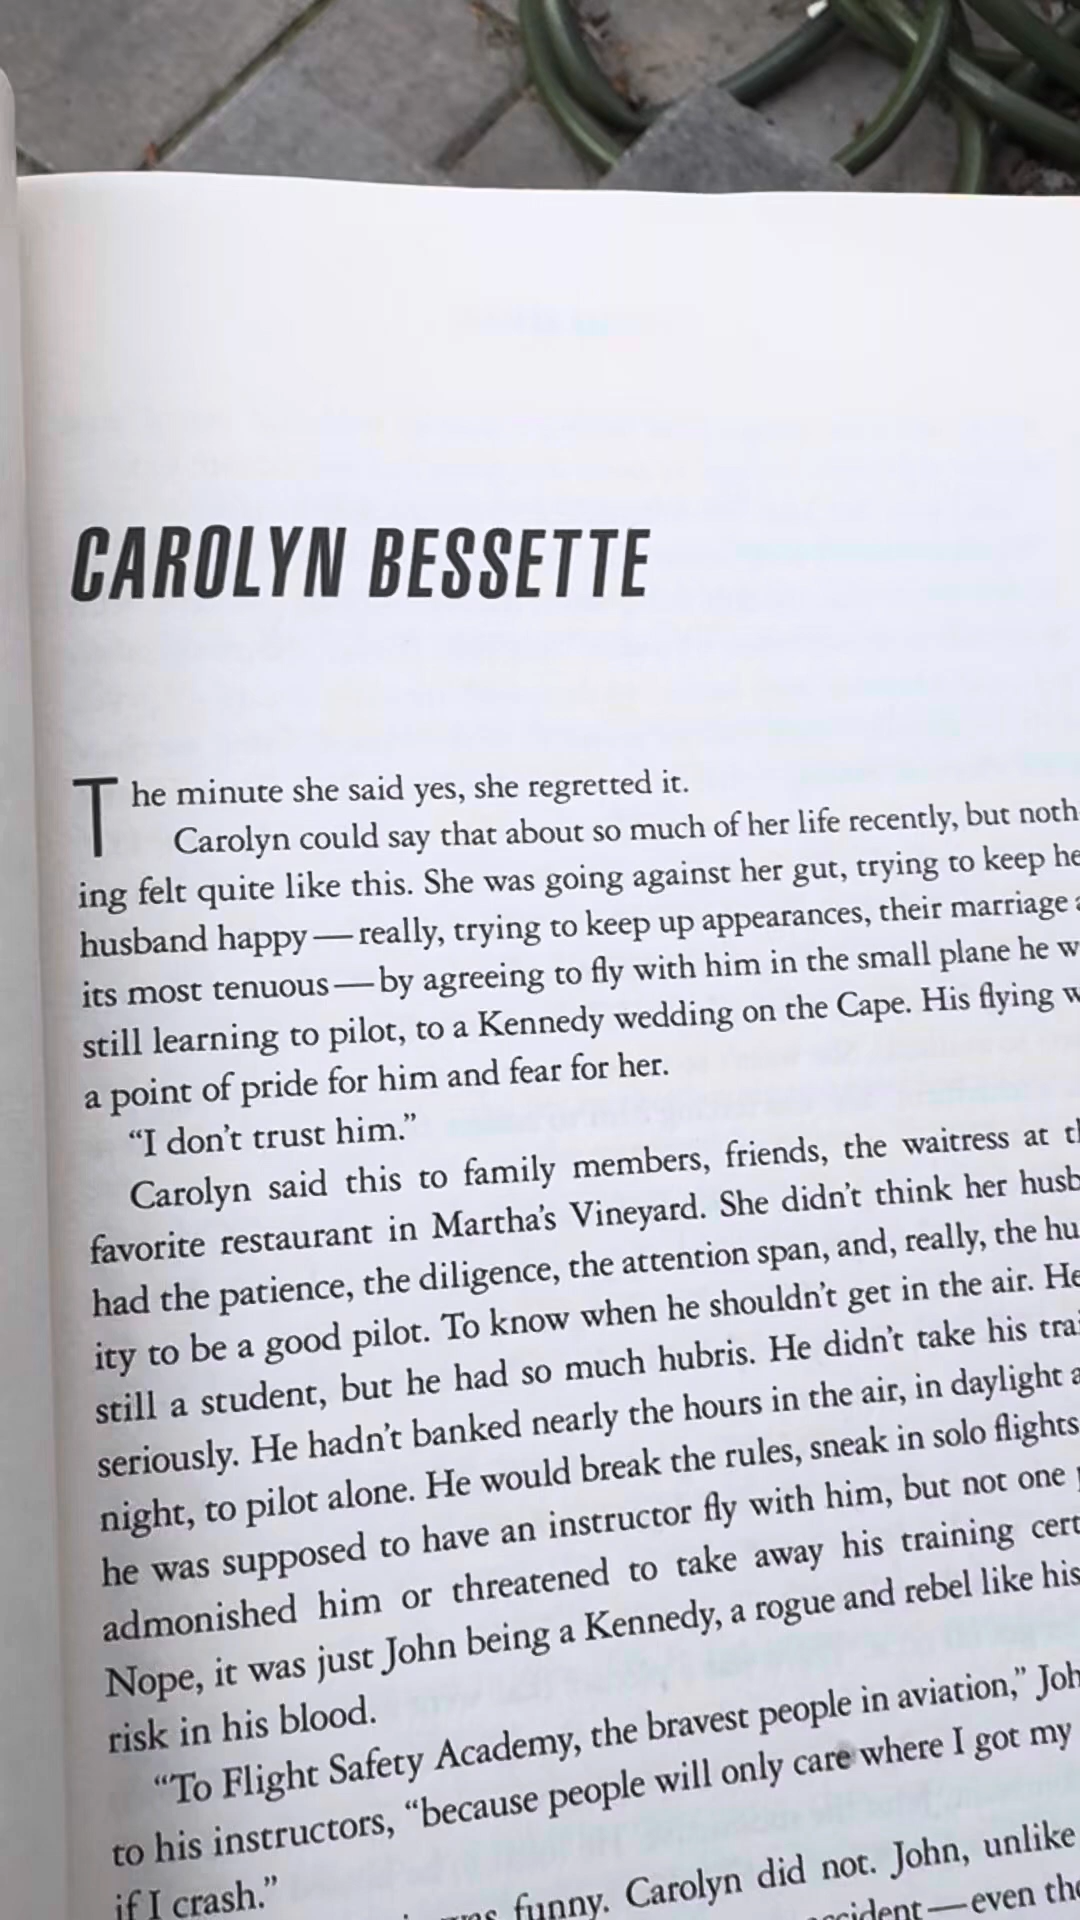 CAROLYN BESSETTE
The minute she said yes, she regretted it.
Carolyn could say that about so much of her life recently, but noth-
ing felt quite like this. She was going against her gut, trying to keep he
husband happy—really, trying to keep up appearances, their marriage a
its most tenuous—by agreeing to fly with him in the small plane he w
still learning to pilot, to a Kennedy wedding on the Cape. His flying w
a point of pride for him and fear for her.
“I don’t trust him.”
Carolyn said this to family members, friends, the waitress at th
favorite restaurant in Martha’s Vineyard. She didn’t think her husb
had the patience, the diligence, the attention span, and, really, the hu
ity to be a good pilot. To know when he shouldn’t get in the air. He
still a student, but he had so much hubris. He didn’t take his trai
seriously. He hadn’t banked nearly the hours in the air, in daylight a
night, to pilot alone. He would break the rules, sneak in solo flights
he was supposed to have an instructor fly with him, but not one
admonished him or threatened to take away his training cert
Nope, it was just John being a Kennedy, a rogue and rebel like his
risk in his blood.
“To Flight Safety Academy, the bravest people in aviation,” Joh
to his instructors, “because people will only care where I got my
if I crash.”
funny. Carolyn did not. John, unlike
—even the